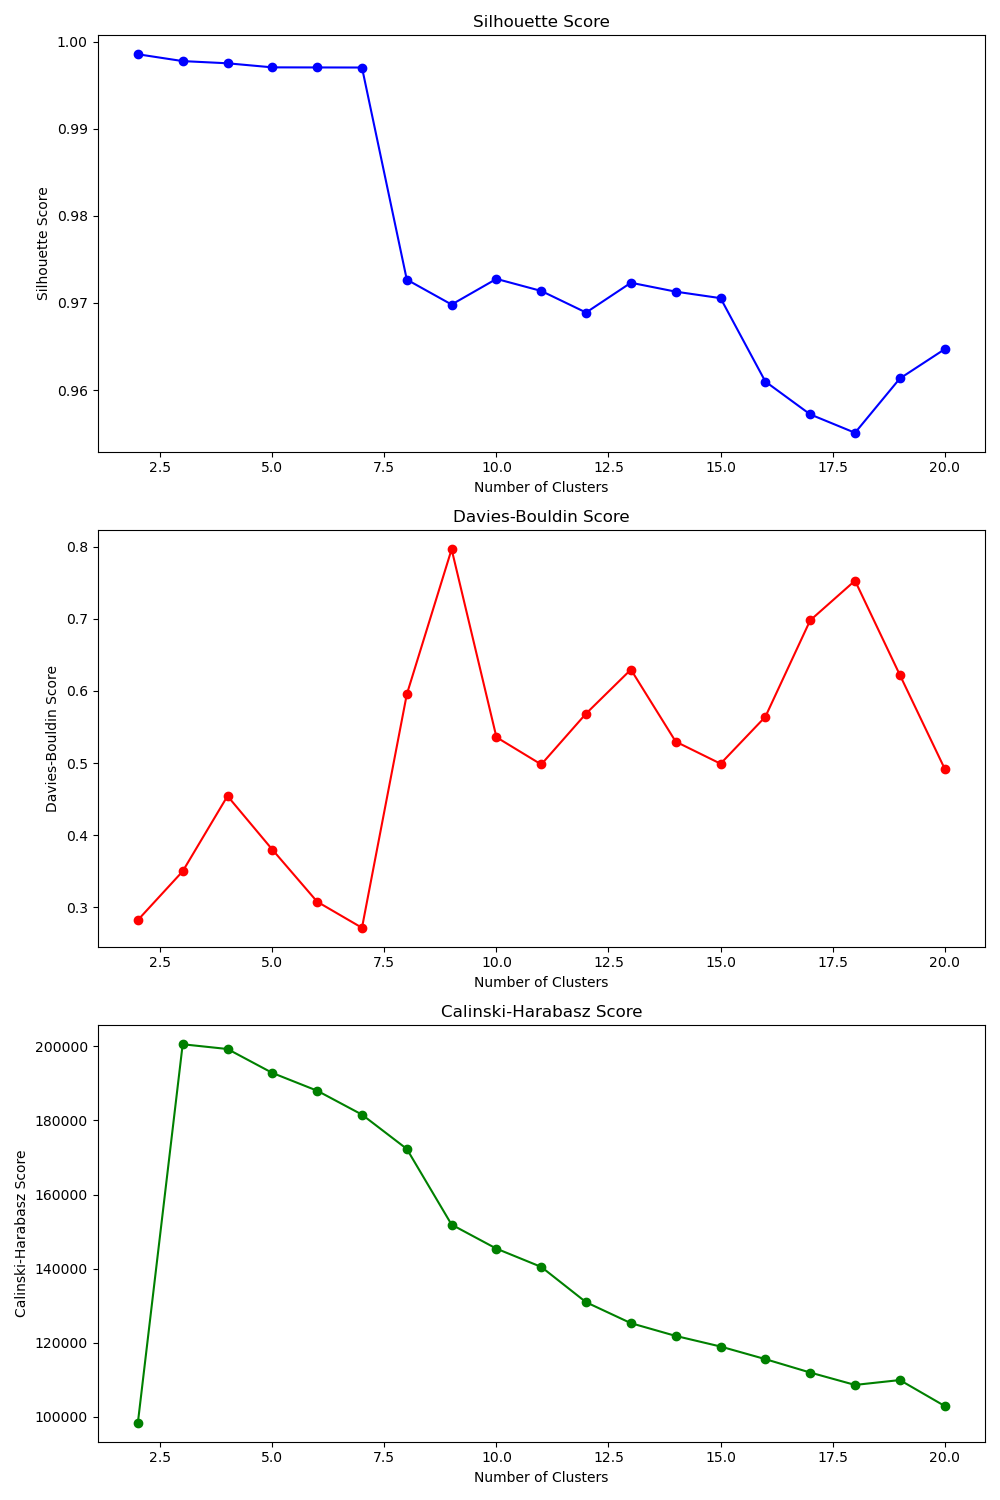 Silhouette Score
1.00
0.99
0.98
0.97
0.96
Silhouette Score
2.5 5.0 7.5 10.0 12.5 15.0 17.5 20.0
Number of Clusters
Davies-Bouldin Score
0.8
0.7
0.6
0.5
0.4
0.3
Davies-Bouldin Score
2.5 5.0 7.5 10.0 12.5 15.0 17.5 20.0
Number of Clusters
Calinski-Harabasz Score
200000
180000
160000
140000
120000
100000
Calinski-Harabasz Score
2.5 5.0 7.5 10.0 12.5 15.0 17.5 20.0
Number of Clusters